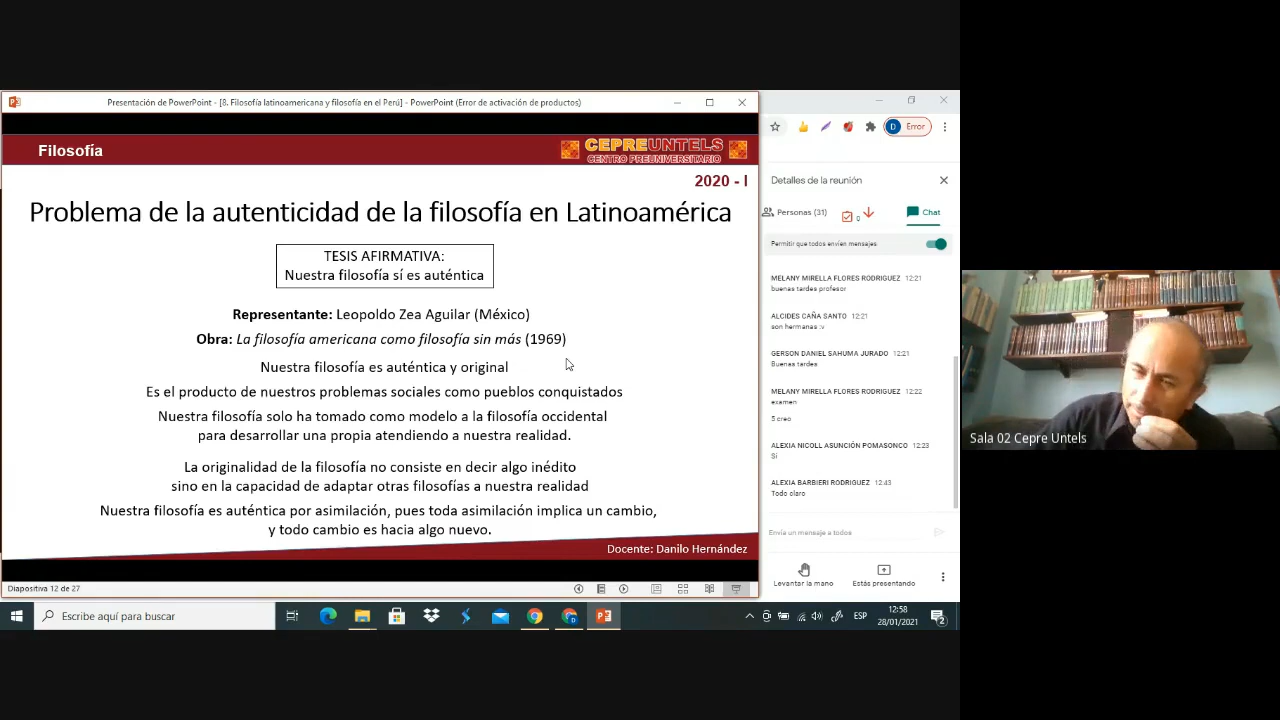 Presentación de PowerPoint - [8. Filosofía latinoamericana y filosofía en el Perú] - PowerPoint (Error de activación de productos)
Filosofía
CEPREUNTELS
CENTRO PREUNIVERSITARIO
2020 - I
Problema de la autenticidad de la filosofía en Latinoamérica
TESIS AFIRMATIVA:
Nuestra filosofía sí es auténtica
Representante: Leopoldo Zea Aguilar (México)
Obra: La filosofía americana como filosofía sin más (1969)
Nuestra filosofía es auténtica y original
Es el producto de nuestros problemas sociales como pueblos conquistados
Nuestra filosofía solo ha tomado como modelo a la filosofía occidental
para desarrollar una propia atendiendo a nuestra realidad.
La originalidad de la filosofía no consiste en decir algo inédito
sino en la capacidad de adaptar otras filosofías a nuestra realidad
Nuestra filosofía es auténtica por asimilación, pues toda asimilación implica un cambio,
y todo cambio es hacia algo nuevo.
Docente: Danilo Hernández
Diapositiva 12 de 27
D Error
Detalles de la reunión
Personas (31)
0
Chat
Permitir que todos envíen mensajes
MELANY MIRELLA FLORES RODRIGUEZ 12:21
buenas tardes profesor
ALCIDES CAÑA SANTO 12:21
son hermanas :v
GERSON DANIEL SAHUMA JURADO 12:21
Buenas tardes
MELANY MIRELLA FLORES RODRIGUEZ 12:22
examen
5 creo
ALEXIA NICOLL ASUNCIÓN POMASONCO 12:23
Sí
ALEXIA BARBIERI RODRIGUEZ 12:43
Todo claro
Envía un mensaje a todos
Levantar la mano
Estás presentando
Sala 02 Cepre Untels
Escribe aquí para buscar
ESP
12:58
28/01/2021
2